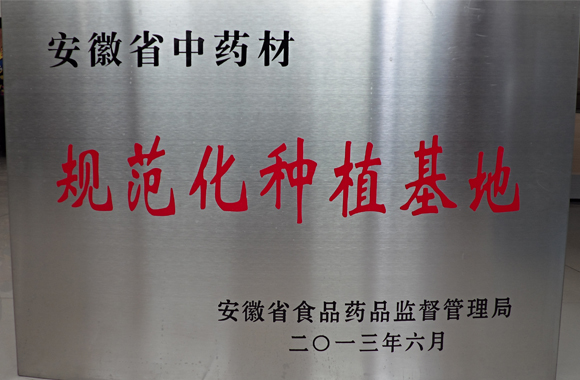 安徽省中药材
规范化种植基地
安徽省食品药品监督管理局
二〇一三年六月